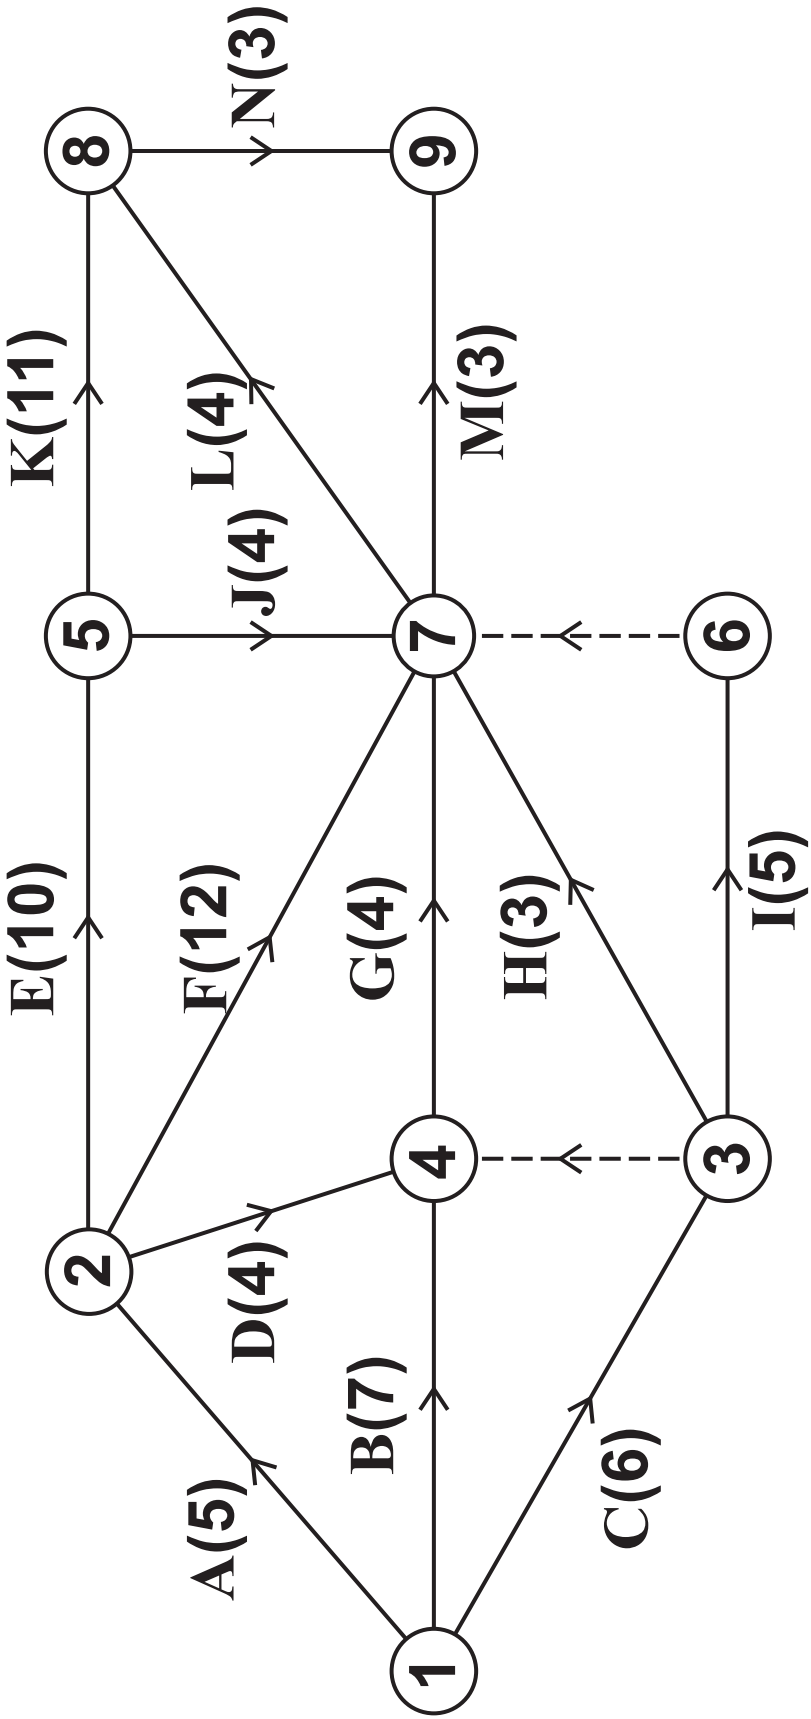 E(10)
K(11)
2
5
8
A(5)
D(4)
F(12)
J(4)
L(4)
N(3)
B(7)
G(4)
1
4
7
9
M(3)
H(3)
C(6)
3
6
I(5)